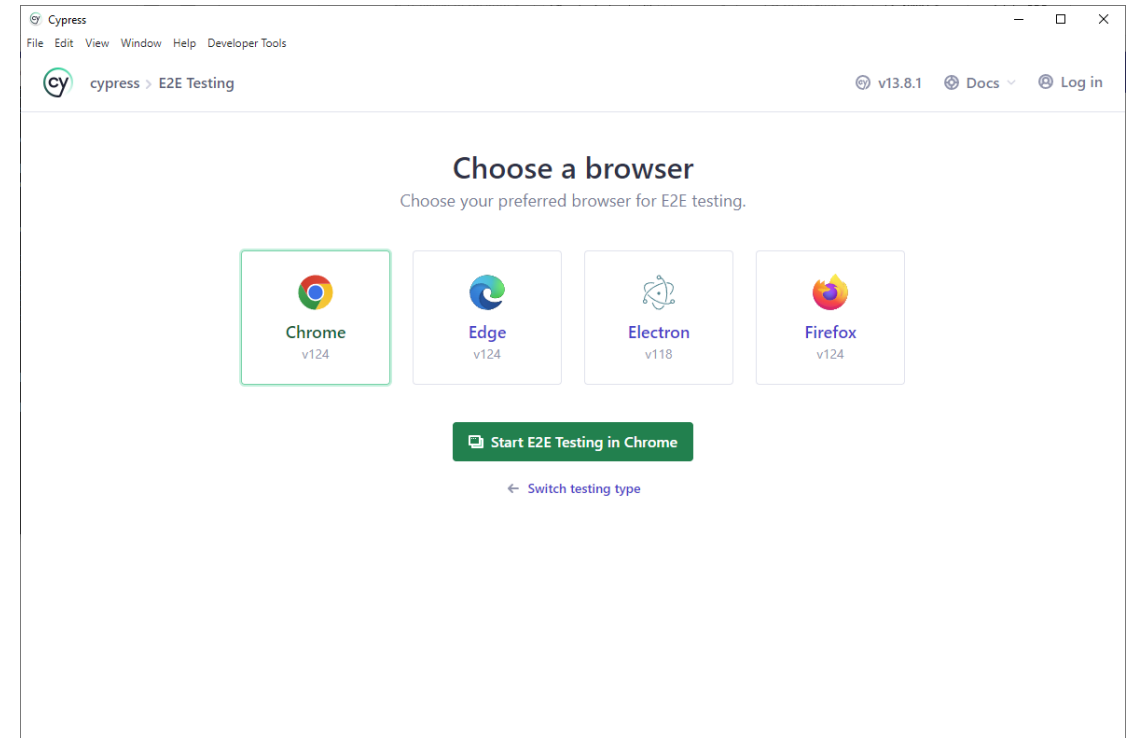 Cypress
File Edit View Window Help Developer Tools
cy cypress > E2E Testing cy v13.8.1 Docs Log in
Choose a browser
Choose your preferred browser for E2E testing.
Chrome Edge Electron Firefox
v124 v124 v118 v124
Start E2E Testing in Chrome
← Switch testing type